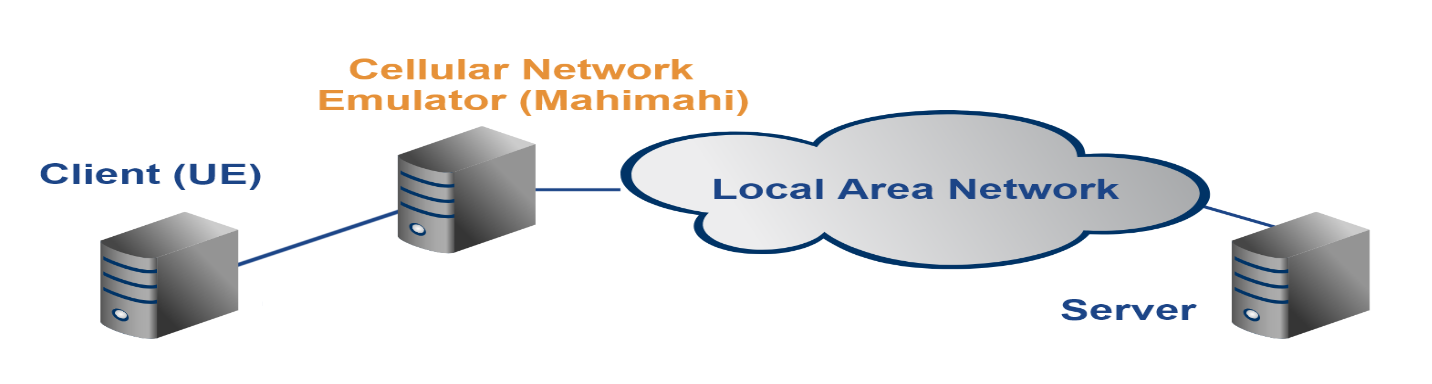 Cellular Network
Emulator (Mahimahi)
Client (UE)
Local Area Network
Server